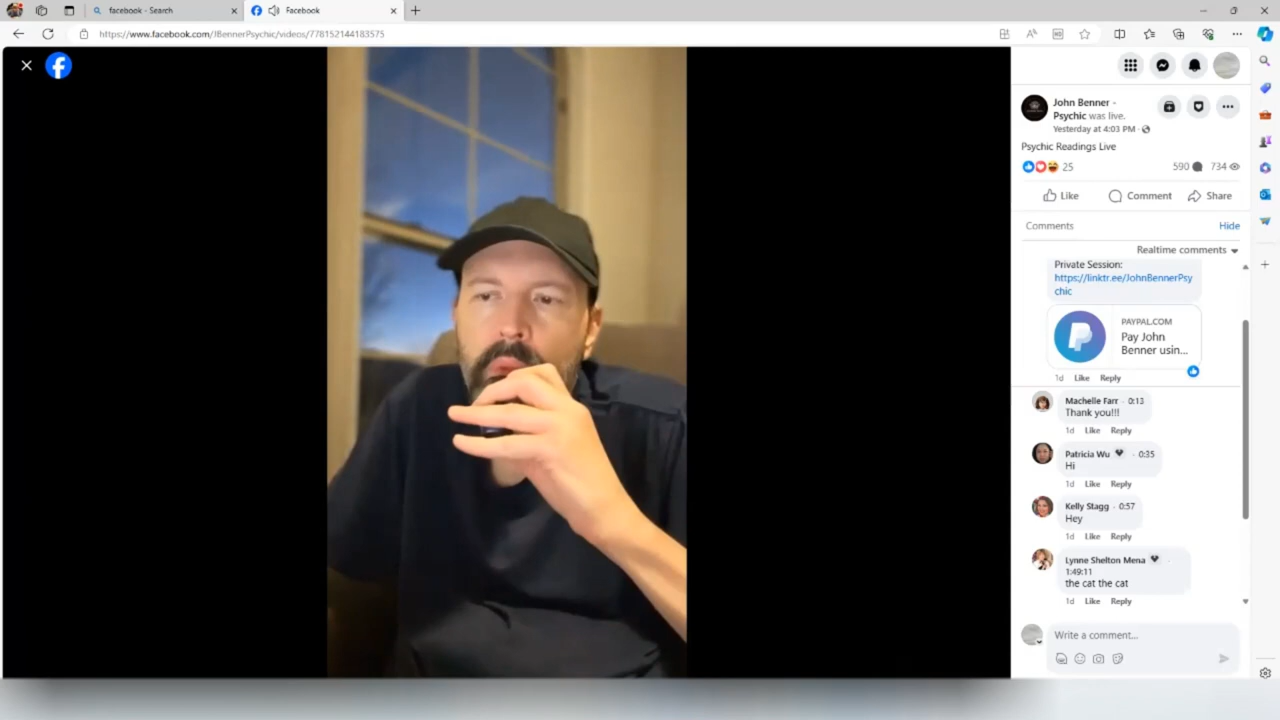 facebook - Search
Facebook
https://www.facebook.com/JBennerPsychic/videos/778152144183575
John Benner -
Psychic was live.
Yesterday at 4:03 PM ·
Psychic Readings Live
25
590
734
Like
Comment
Share
Comments
Hide
Realtime comments
Private Session:
https://linktr.ee/JohnBennerPsy
chic
PAYPAL.COM
Pay John
Benner usin...
1d Like Reply
Machelle Farr · 0:13
Thank you!!!
1d Like Reply
Patricia Wu · 0:35
Hi
1d Like Reply
Kelly Stagg · 0:57
Hey
1d Like Reply
Lynne Shelton Mena ·
1:49:11
the cat the cat
1d Like Reply
Write a comment...